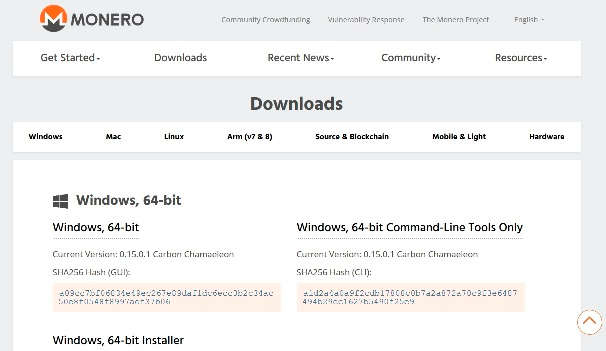 MONERO
Community Crowdfunding Vulnerability Response The Monero Project English
Get Started Downloads Recent News Community Resources
Downloads
Windows Mac Linux Arm (v7 & 8) Source & Blockchain Mobile & Light Hardware
Windows, 64-bit
Windows, 64-bit Windows, 64-bit Command-Line Tools Only
Current Version: 0.15.0.1 Carbon Chamaeleon Current Version: 0.15.0.1 Carbon Chamaeleon
SHA256 Hash (GUI): SHA256 Hash (CLI):
Windows, 64-bit Installer